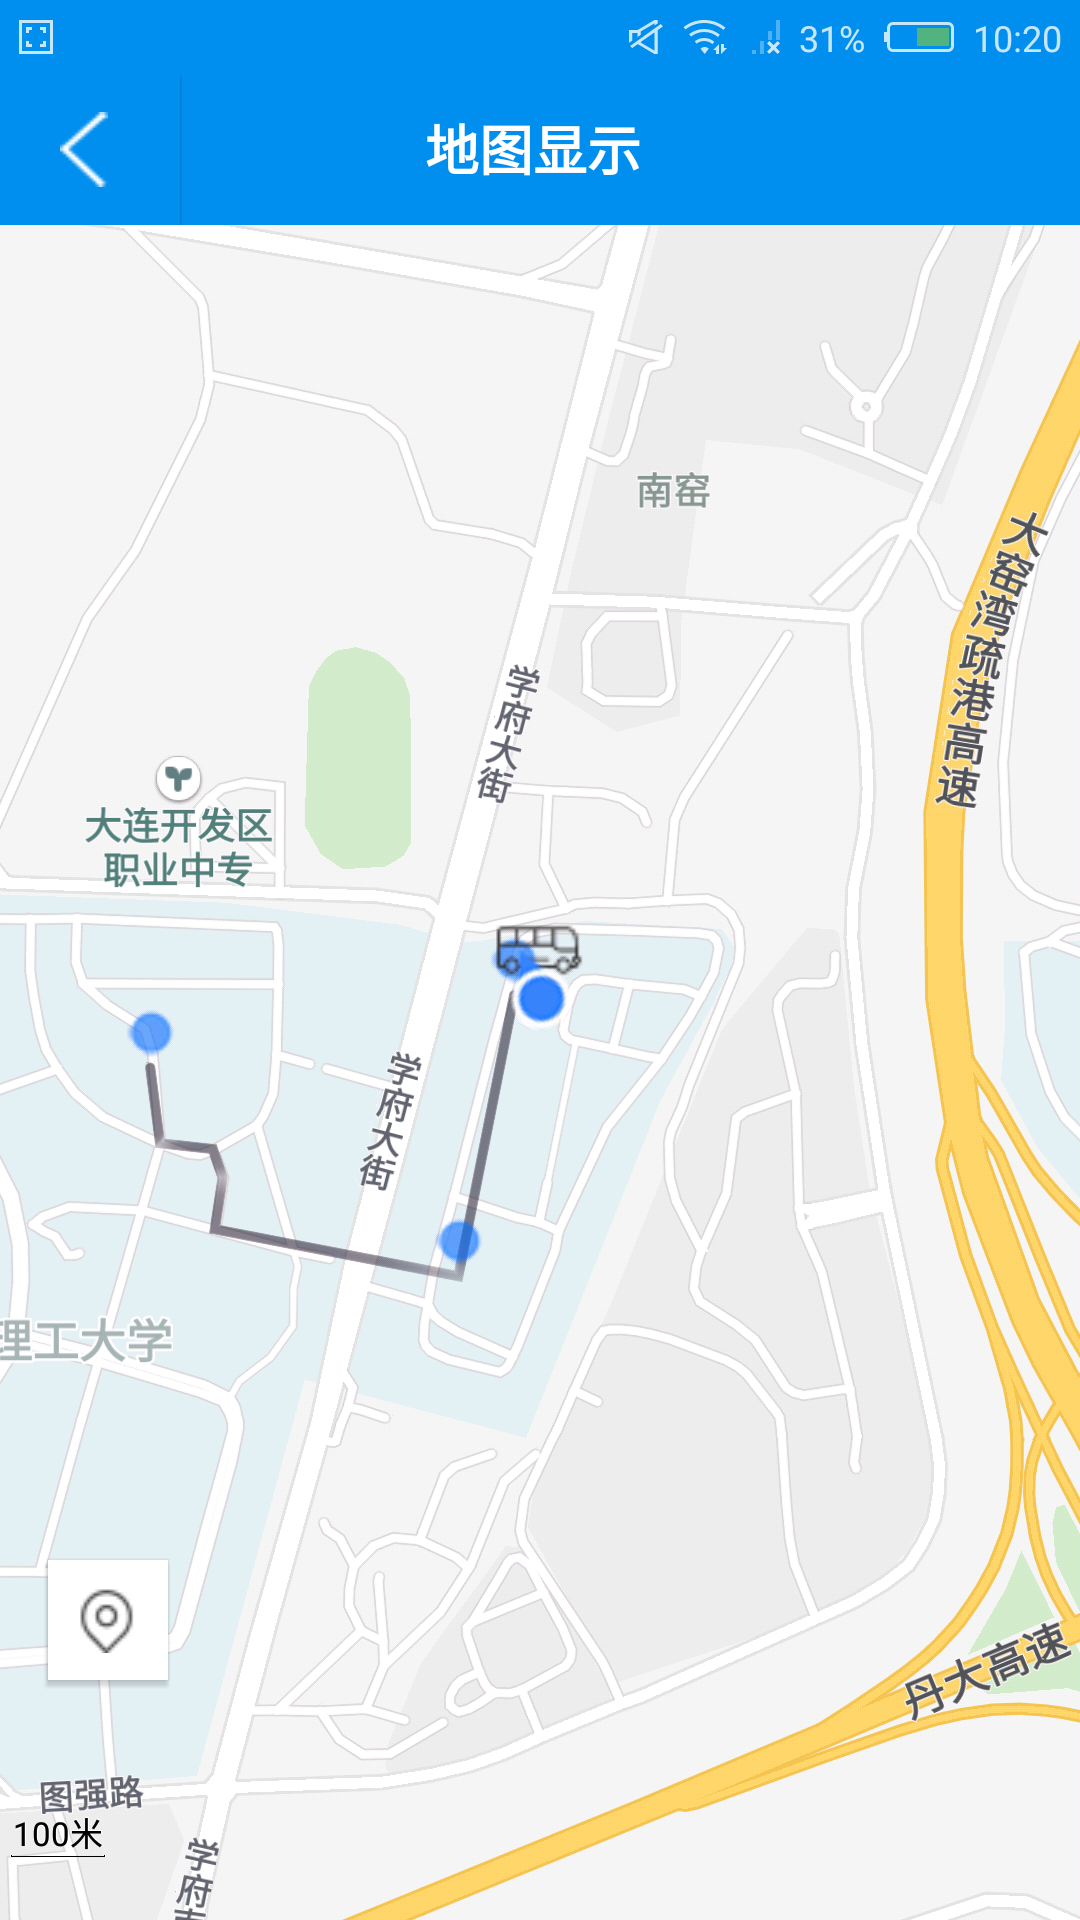 31% 10:20
地图显示
南窑
大窑湾疏港高速
学府大街
大连开发区
职业中专
学府大街
理工大学
丹大高速
图强路
100米
学府